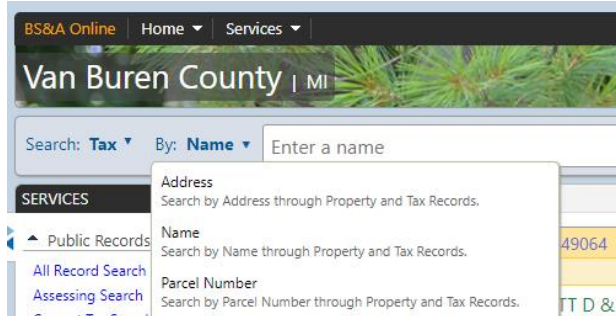 BS&A Online Home Services
Van Buren County | MI
Search: Tax By: Name Enter a name
SERVICES
Address
Search by Address through Property and Tax Records.
Public Records
Name
Search by Name through Property and Tax Records.
49064
All Record Search
Assessing Search
Parcel Number
Search by Parcel Number through Property and Tax Records.
TT D &